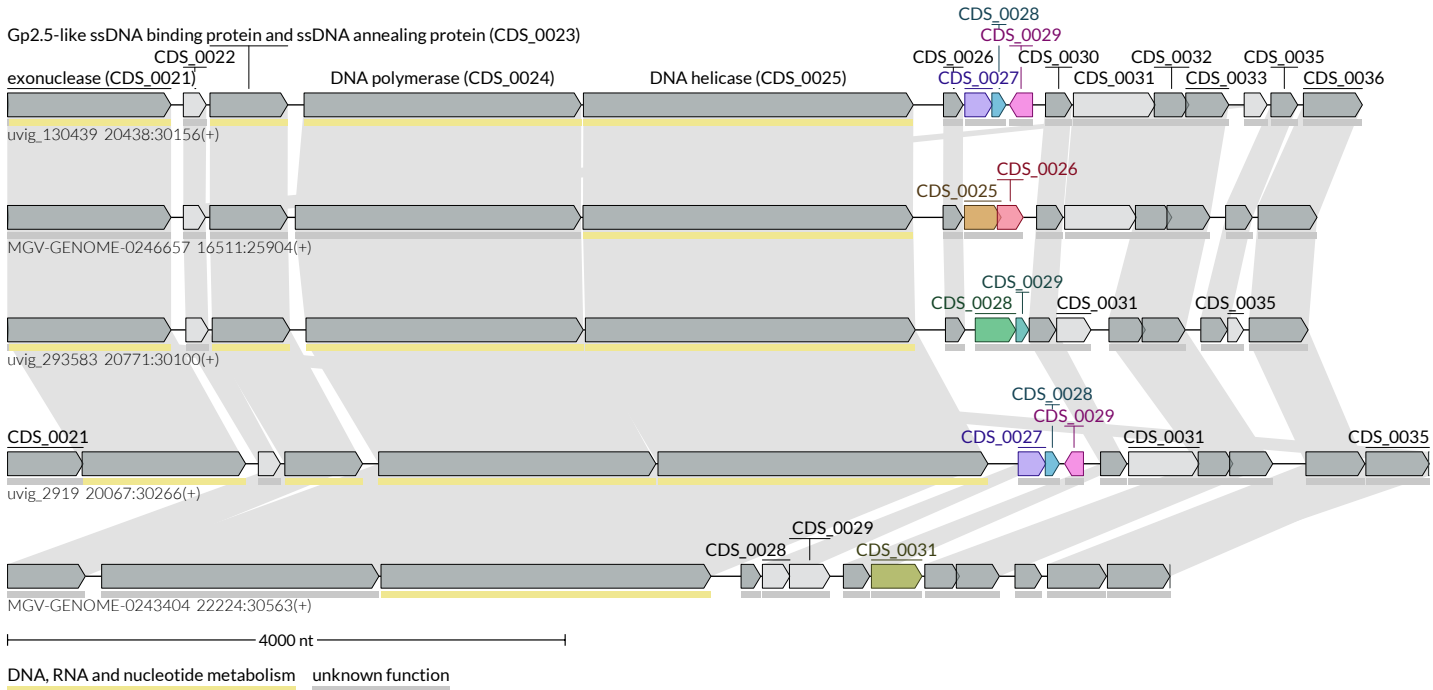 CDS_0028
Gp2.5-like ssDNA binding protein and ssDNA annealing protein (CDS_0023)
CDS_0029
CDS_0022
CDS_0026
CDS_0030
CDS_0032
CDS_0035
exonuclease (CDS_0021)
DNA polymerase (CDS_0024)
DNA helicase (CDS_0025)
CDS_0027
CDS_0031
CDS_0033
CDS_0036
uvig_130439 20438:30156(+)
CDS_0026
CDS_0025
MGV-GENOME-0246657 16511:25904(+)
CDS_0029
CDS_0028
CDS_0031
CDS_0035
uvig_293583 20771:30100(+)
CDS_0028
CDS_0029
CDS_0021
CDS_0027
CDS_0031
CDS_0035
uvig_2919 20067:30266(+)
CDS_0029
CDS_0028
CDS_0031
MGV-GENOME-0243404 22224:30563(+)
4000 nt
DNA, RNA and nucleotide metabolism
unknown function